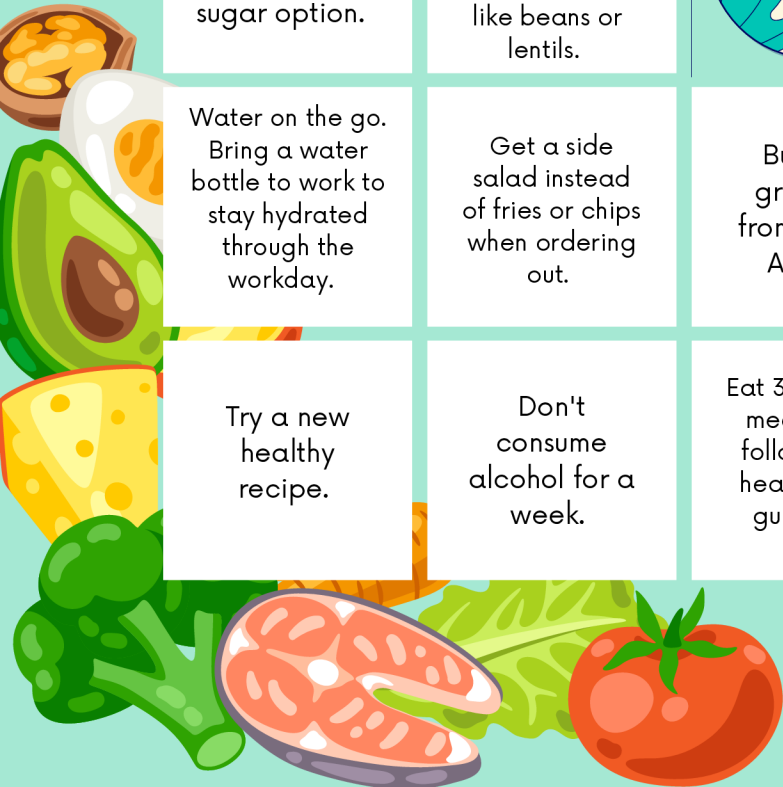 sugar option.
like beans or
lentils.
Water on the go.
Bring a water
bottle to work to
stay hydrated
through the
workday.
Get a side
salad instead
of fries or chips
when ordering
out.
Try a new
healthy
recipe.
Don't
consume
alcohol for a
week.
Eat 3